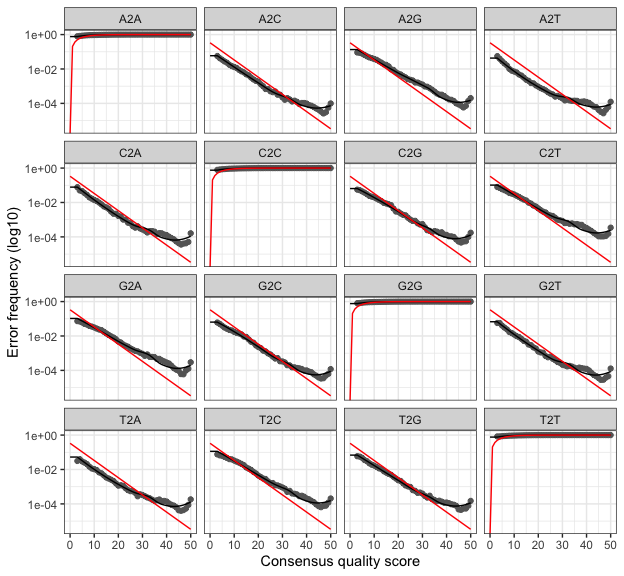 A2A A2C A2G A2T
1e+00
1e-02
1e-04
C2A C2C C2G C2T
1e+00
1e-02
1e-04
G2A G2C G2G G2T
1e+00
1e-02
1e-04
T2A T2C T2G T2T
1e+00
1e-02
1e-04
0 10 20 30 40 50 0 10 20 30 40 50 0 10 20 30 40 50 0 10 20 30 40 50
Consensus quality score
Error frequency (log10)